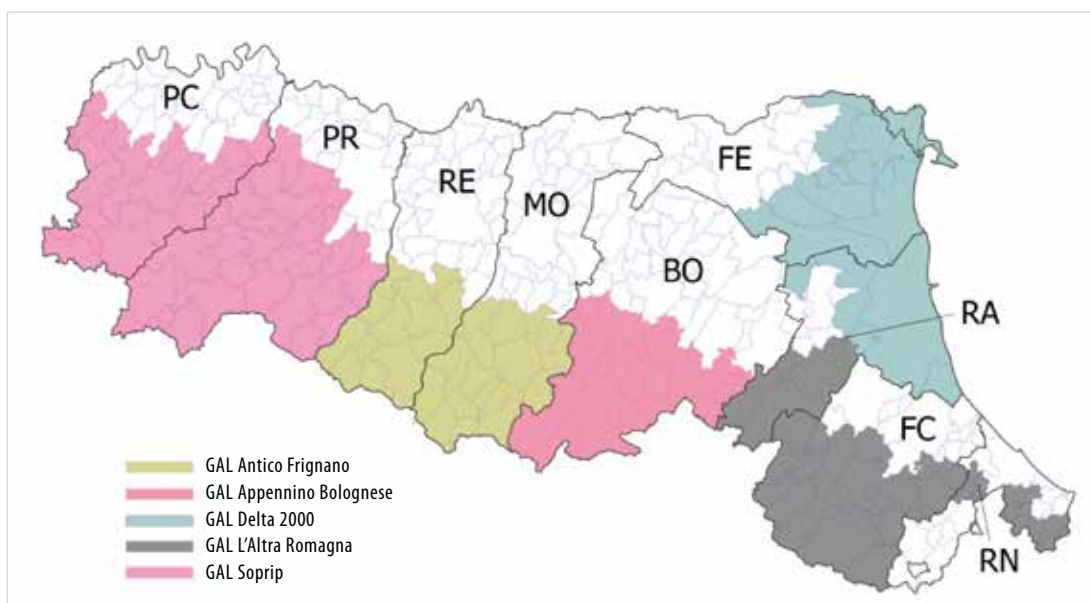 PC
PR
RE
MO
FE
BO
RA
FC
RN
GAL Antico Frignano
GAL Appennino Bolognese
GAL Delta 2000
GAL L'Altra Romagna
GAL Soprip